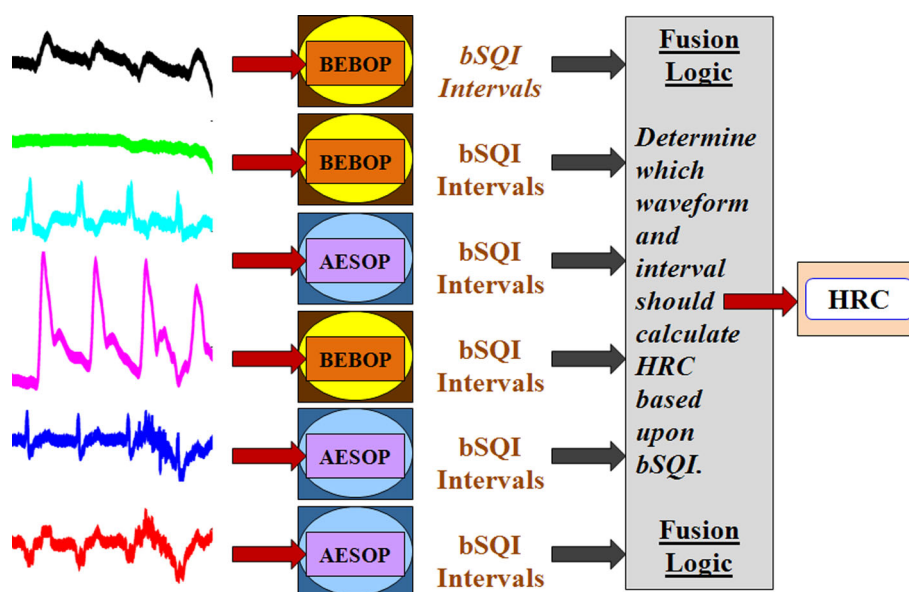 BEBOP
bSQI
Intervals
BEBOP
bSQI
Intervals
AESOP
bSQI
Intervals
BEBOP
bSQI
Intervals
AESOP
bSQI
Intervals
AESOP
bSQI
Intervals
Fusion
Logic
Determine
which
waveform
and
interval
should
calculate
HRC
based
upon
bSQI.
Fusion
Logic
HRC